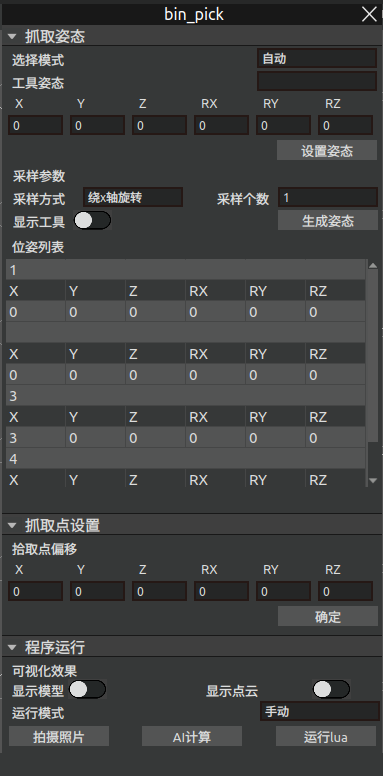 bin_pick
抓取姿态
选择模式 自动
工具姿态
X Y Z RX RY RZ
0 0 0 0 0 0
设置姿态
采样参数
采样方式 绕x轴旋转 采样个数 1
显示工具 生成姿态
位姿列表
1
X Y Z RX RY RZ
0 0 0 0 0 0
X Y Z RX RY RZ
0 0 0 0 0 0
3
X Y Z RX RY RZ
3 0 0 0 0 0
4
X Y Z RX RY RZ
抓取点设置
拾取点偏移
X Y Z RX RY RZ
0 0 0 0 0 0
确定
程序运行
可视化效果
显示模型 显示点云
运行模式 手动
拍摄照片 AI计算 运行lua